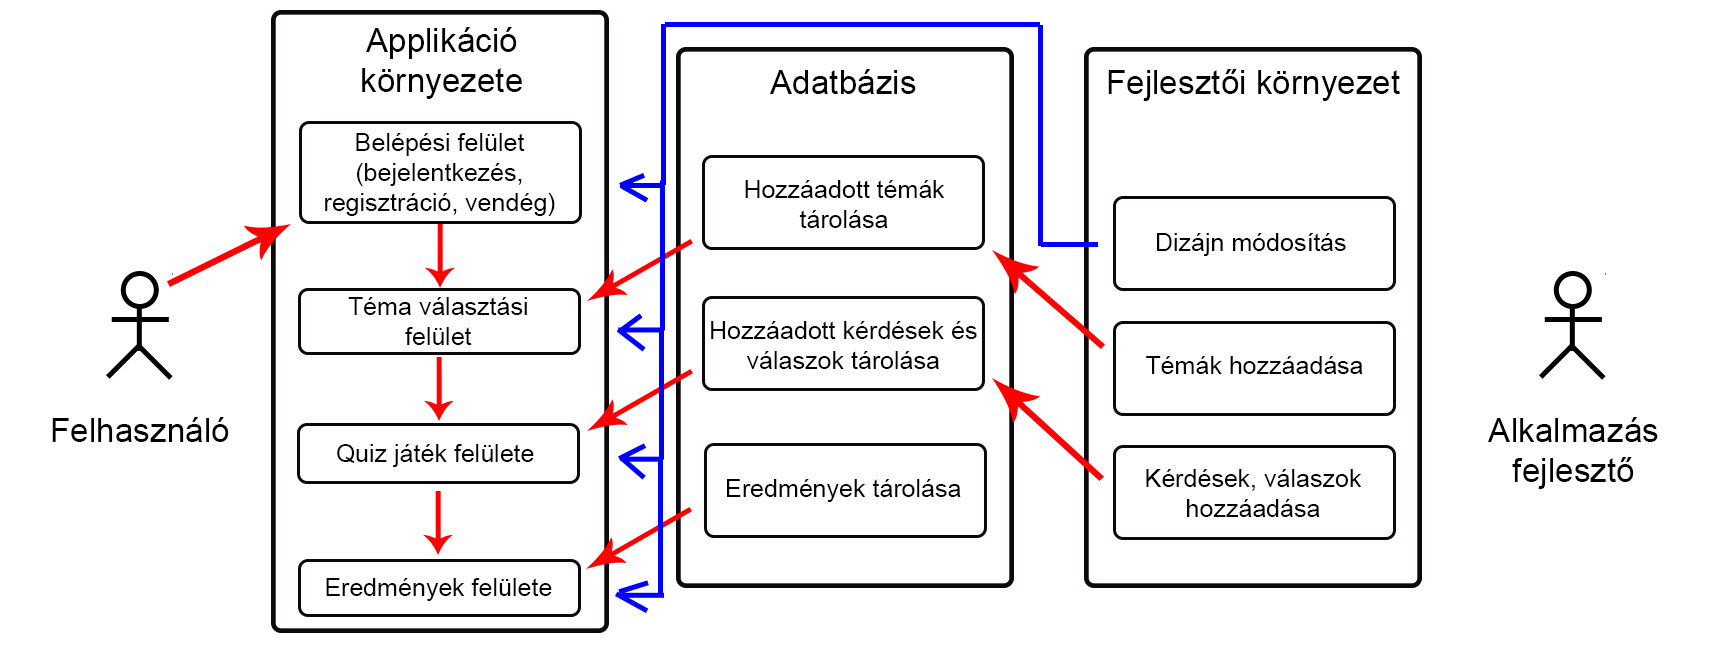 Applikáció
környezete
Belépési felület
(bejelentkezés,
regisztráció, vendég)
Téma választási
felület
Quiz játék felülete
Eredmények felülete
Adatbázis
Hozzáadott témák
tárolása
Hozzáadott kérdések és
válaszok tárolása
Eredmények tárolása
Fejlesztői környezet
Dizájn módosítás
Témák hozzáadása
Kérdések, válaszok
hozzáadása
Felhasználó
Alkalmazás
fejlesztő